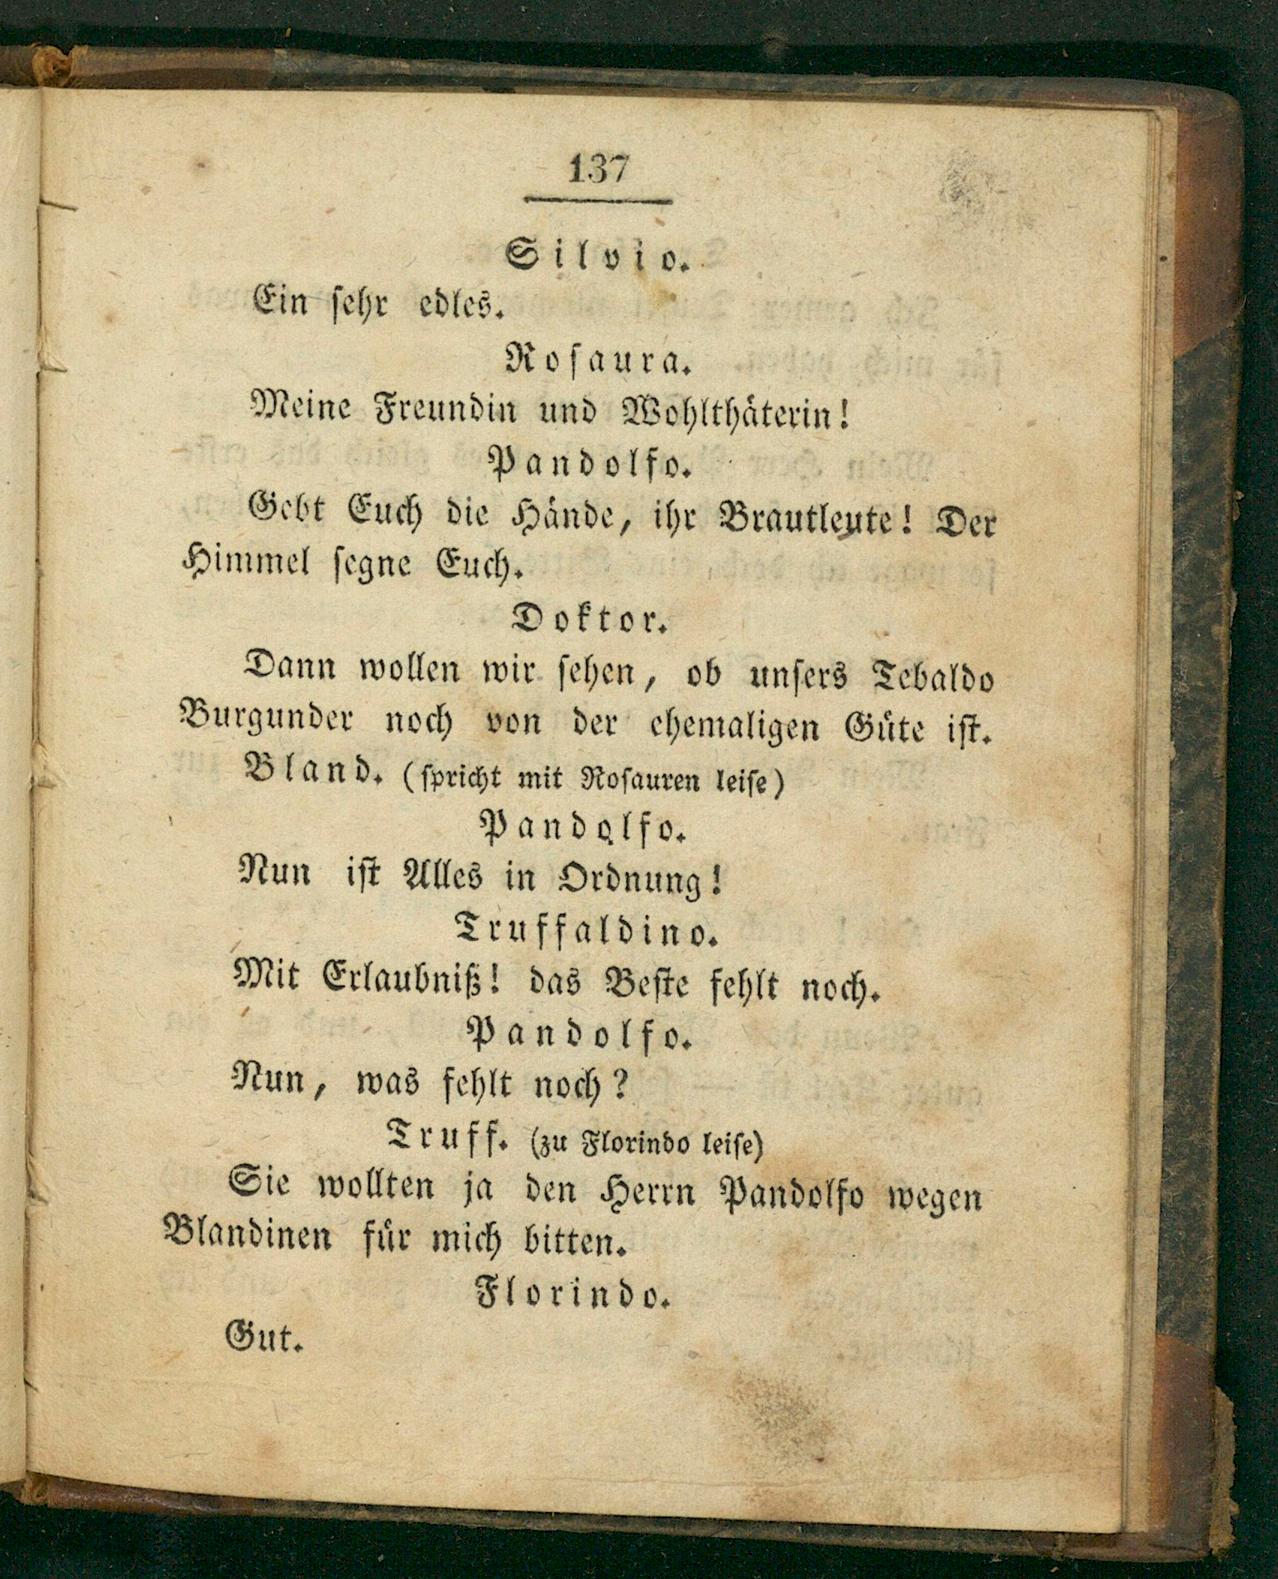 137
Silvio.
Ein sehr edles.
Rosaura.
Meine Freundin und Wohlthäterin!
Pandolfo.
Gebt Euch die Hände, ihr Brautleute! Der
Himmel segne Euch.
Doktor.
Dann wollen wir sehen, ob unsers Tebaldo
Burgunder noch von der ehemaligen Güte ist.
Bland. (spricht mit Rosauren leise)
Pandolfo.
Nun ist Alles in Ordnung!
Truffaldino.
Mit Erlaubniß! das Beste fehlt noch.
Pandolfo.
Nun, was fehlt noch?
Truff. (zu Florindo leise)
Sie wollten ja den Herrn Pandolfo wegen
Blandinen für mich bitten.
Florindo.
Gut.